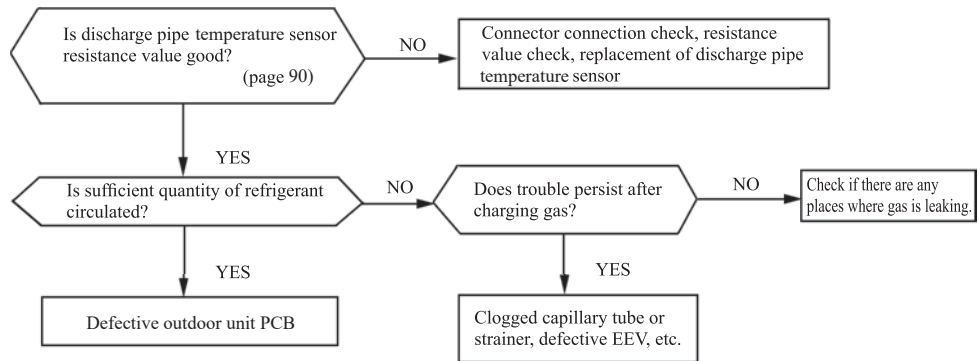 Is discharge pipe temperature sensor
resistance value good?
(page 90)
NO
Connector connection check, resistance
value check, replacement of discharge pipe
temperature sensor
YES
Is sufficient quantity of refrigerant
circulated?
NO
Does trouble persist after
charging gas?
NO
Check if there are any
places where gas is leaking.
YES
YES
Defective outdoor unit PCB
Clogged capillary tube or
strainer, defective EEV, etc.